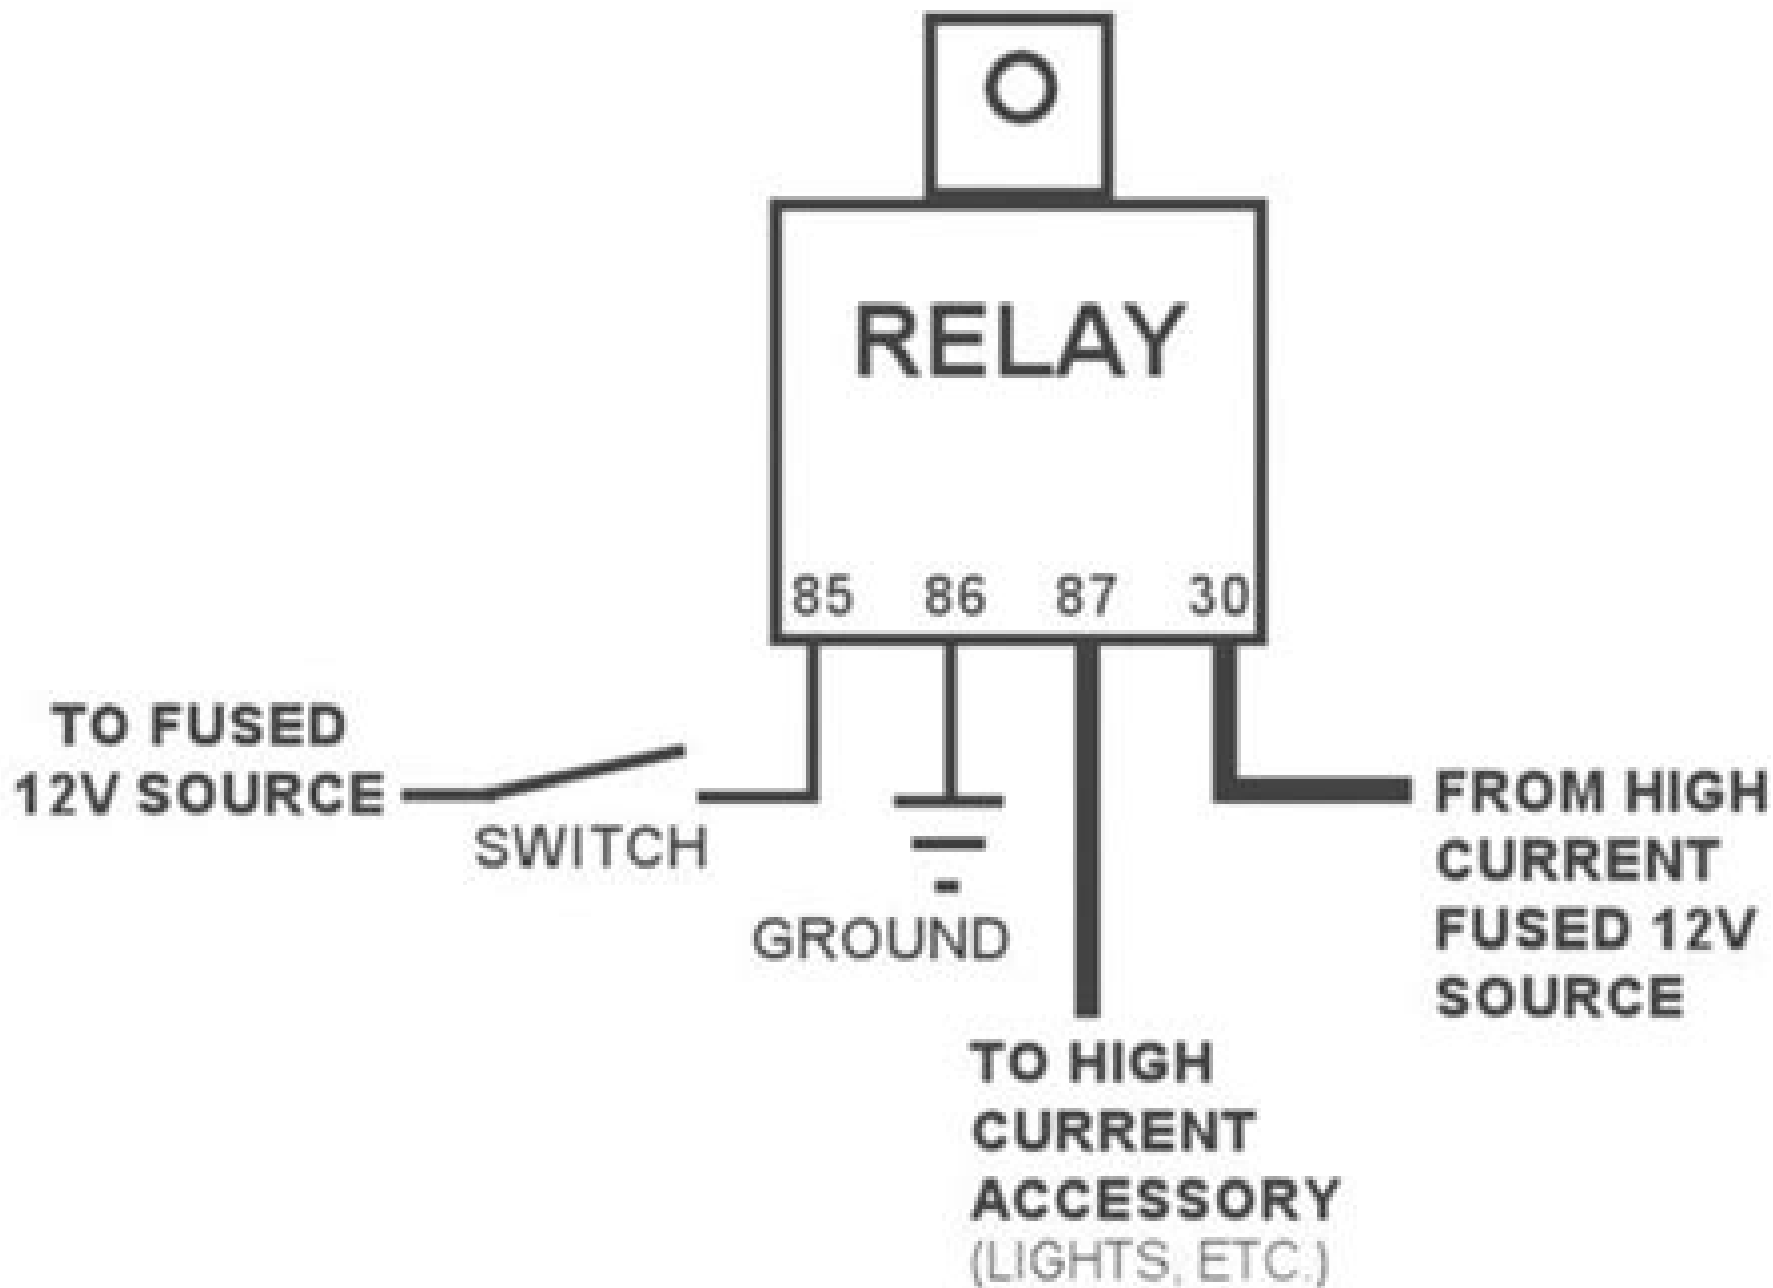 RELAY
85 86 87 30
TO FUSED
12V SOURCE
SWITCH
GROUND
FROM HIGH
CURRENT
FUSED 12V
SOURCE
TO HIGH
CURRENT
ACCESSORY
(LIGHTS, ETC.)